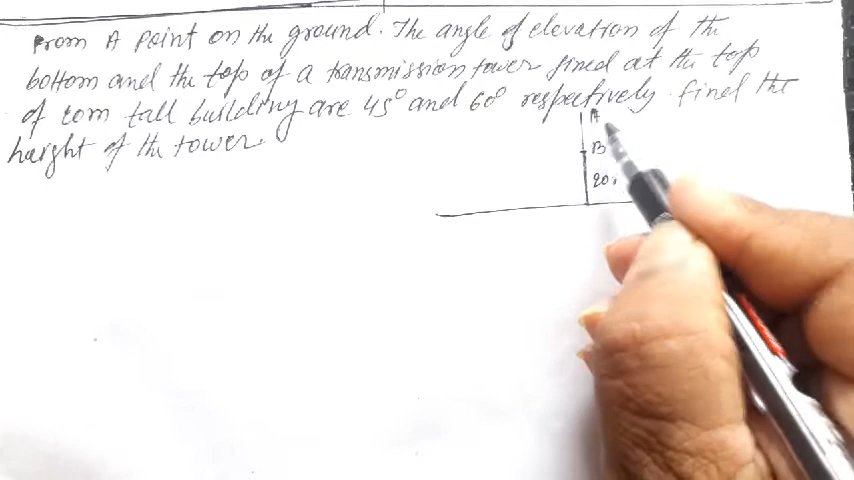 From A point on the ground. The angle of elevation of the
bottom and the top of a transmission tower fixed at the top
of 20m tall building are 45° and 60° respectively. find the
height of the tower.
A
B
20